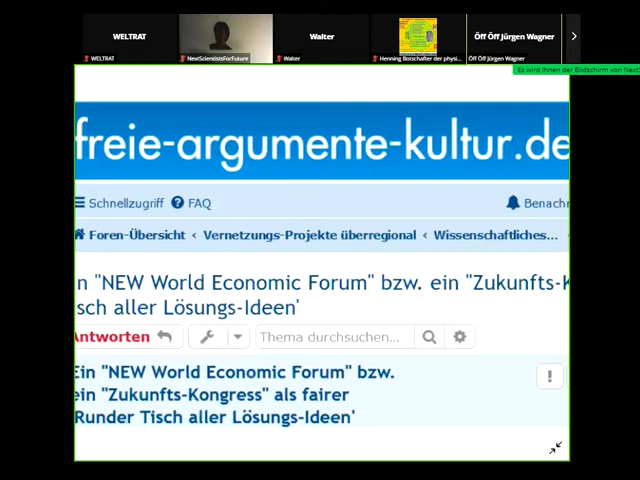 WELTRAT
Walter
Öff Öff Jürgen Wagner
WELTRAT
NextScientistsForFuture
Walter
Henning Botschafter der physi...
Öff Öff Jürgen Wagner
Es wird Ihnen der Bildschirm von Next
freie-argumente-kultur.de
Schnellzugriff FAQ Benachr
Foren-Übersicht ‹ Vernetzungs-Projekte überregional ‹ Wissenschaftliches... ‹
n "NEW World Economic Forum" bzw. ein "Zukunfts-K
isch aller Lösungs-Ideen'
Antworten Thema durchsuchen...
Ein "NEW World Economic Forum" bzw.
ein "Zukunfts-Kongress" als fairer
Runder Tisch aller Lösungs-Ideen'